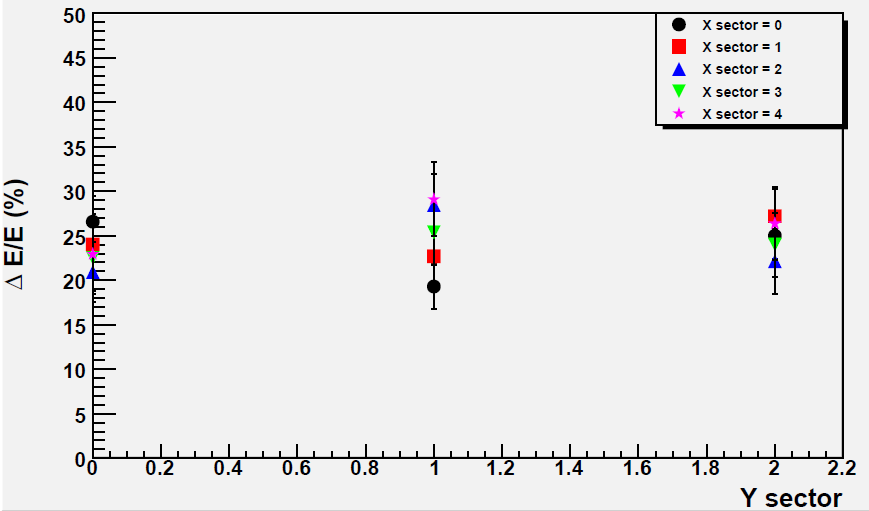 50
45
40
35
30
25
20
15
10
5
0
Δ E/E (%)
X sector = 0
X sector = 1
X sector = 2
X sector = 3
X sector = 4
0 0.2 0.4 0.6 0.8 1 1.2 1.4 1.6 1.8 2 2.2
Y sector